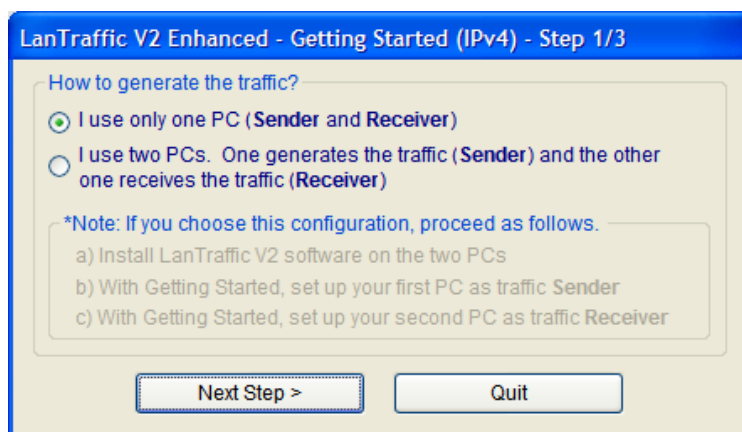 LanTraffic V2 Enhanced - Getting Started (IPv4) - Step 1/3
How to generate the traffic?
I use only one PC (Sender and Receiver)
I use two PCs. One generates the traffic (Sender) and the other
one receives the traffic (Receiver)
*Note: If you choose this configuration, proceed as follows.
a) Install LanTraffic V2 software on the two PCs
b) With Getting Started, set up your first PC as traffic Sender
c) With Getting Started, set up your second PC as traffic Receiver
Next Step >
Quit